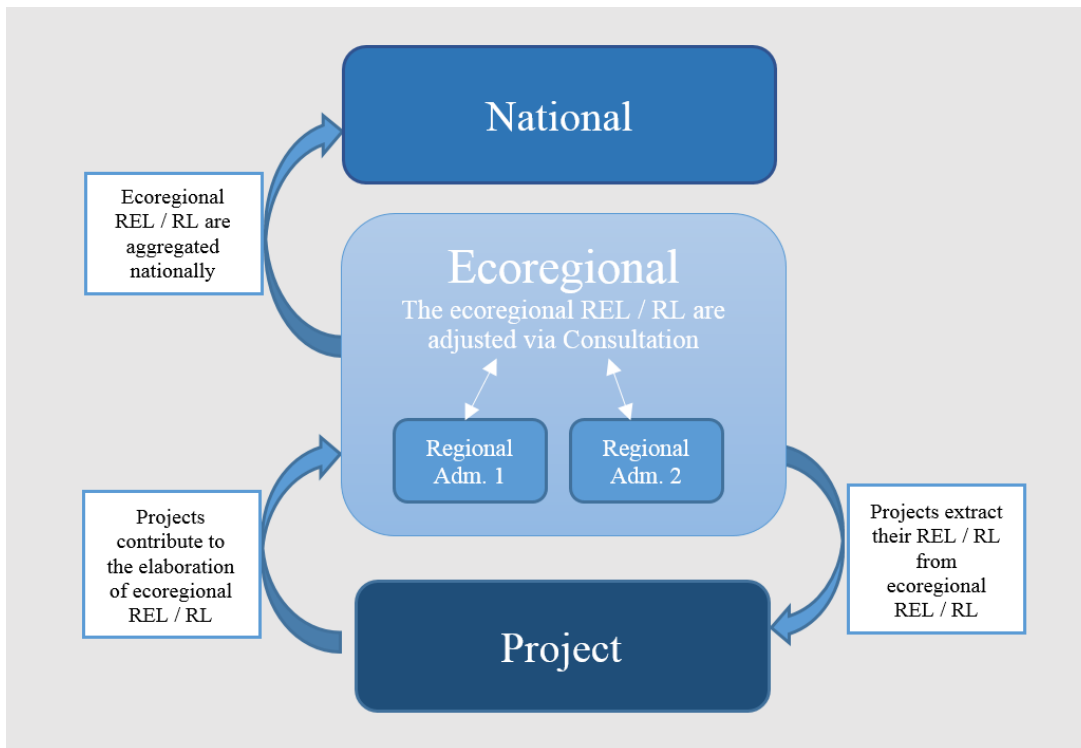 National
Ecoregional
REL / RL are
aggregated
nationally
Ecoregional
The ecoregional REL / RL are
adjusted via Consultation
Regional
Adm. 1
Regional
Adm. 2
Projects
contribute to
the elaboration
of ecoregional
REL / RL
Projects extract
their REL / RL
from
ecoregional
REL / RL
Project